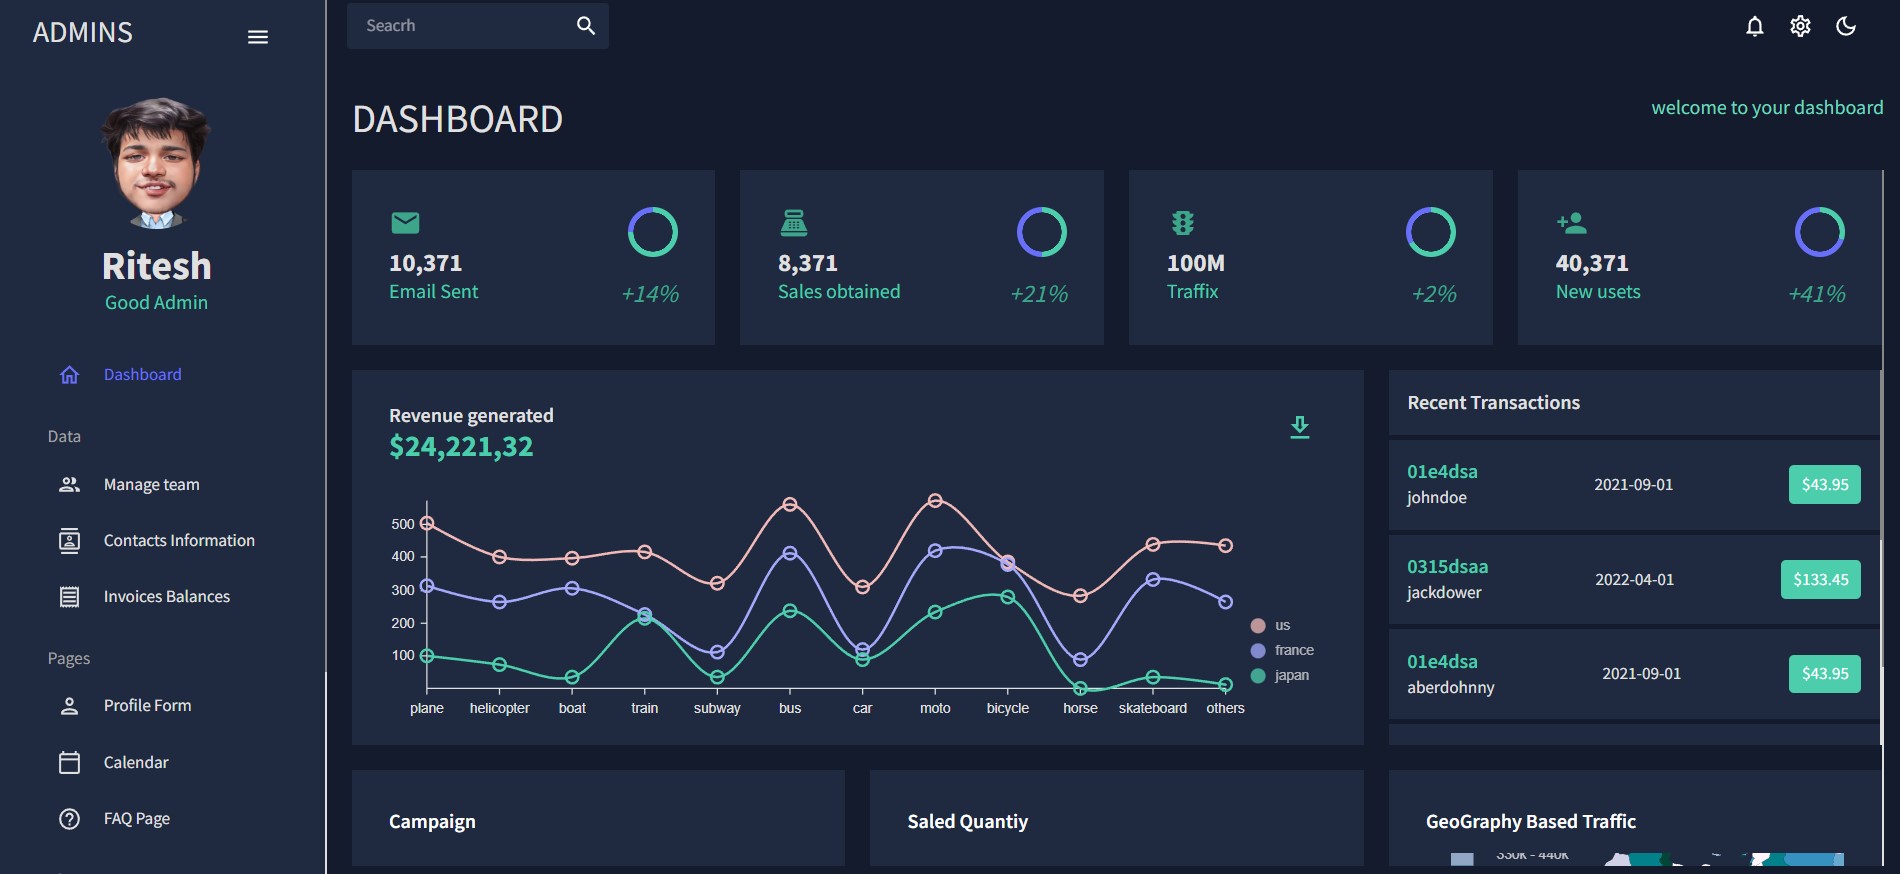 ADMINS
Seacrh
Ritesh
Good Admin
Dashboard
Data
Manage team
Contacts Information
Invoices Balances
Pages
Profile Form
Calendar
FAQ Page
DASHBOARD
welcome to your dashboard
10,371
Email Sent
+14%
8,371
Sales obtained
+21%
100M
Traffix
+2%
40,371
New usets
+41%
Revenue generated
$24,221,32
500
400
300
200
100
plane helicopter boat train subway bus car moto bicycle horse skateboard others
us
france
japan
Recent Transactions
01e4dsa
johndoe
2021-09-01
$43.95
0315dsaa
jackdower
2022-04-01
$133.45
01e4dsa
aberdohnny
2021-09-01
$43.95
Campaign
Saled Quantiy
GeoGraphy Based Traffic
330K - 440K